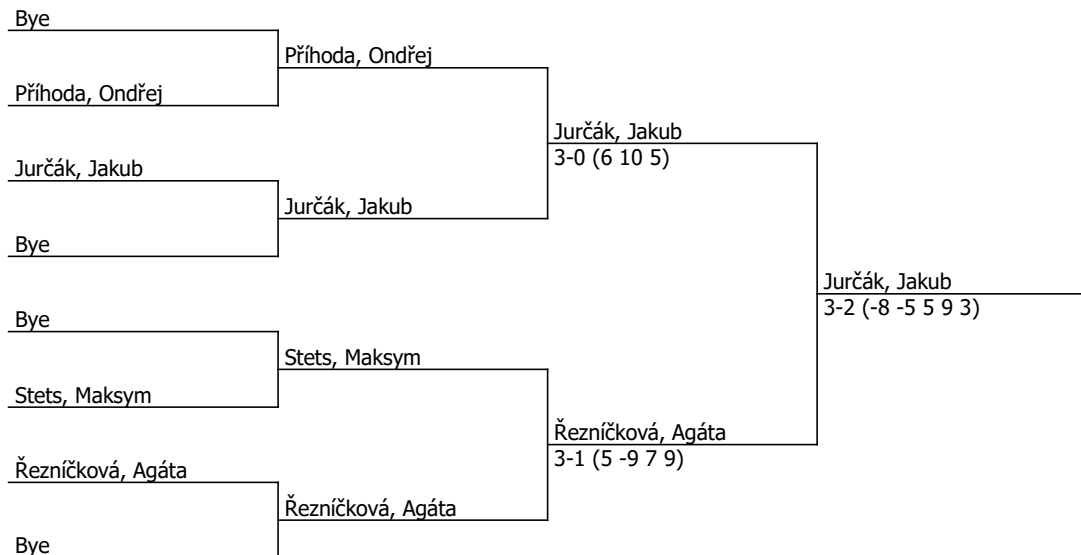 Bye
Příhoda, Ondřej
Příhoda, Ondřej
Jurčák, Jakub
3-0 (6 10 5)
Jurčák, Jakub
Jurčák, Jakub
Bye
Jurčák, Jakub
3-2 (-8 -5 5 9 3)
Bye
Stets, Maksym
Stets, Maksym
Řezníčková, Agáta
3-1 (5 -9 7 9)
Řezníčková, Agáta
Řezníčková, Agáta
Bye